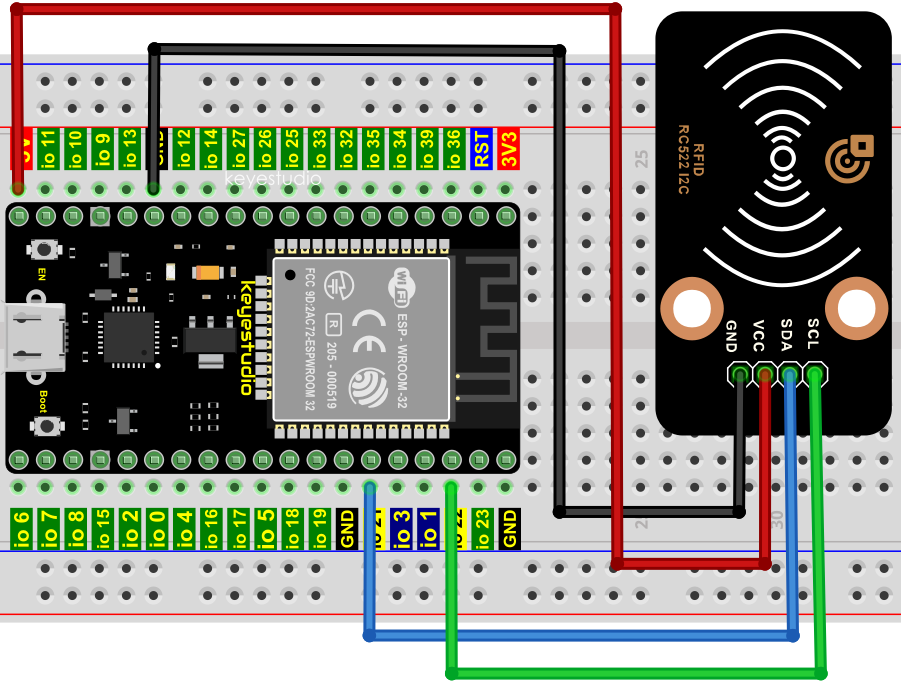 io 11
io 10
io 9
io 13
GND
io 12
io 14
io 27
io 26
io 25
io 33
io 32
io 35
io 34
io 39
io 36
RST
3V3
keyestudio
25
RFID
RC522 I2C
EN
Boot
keyestudio
WiFi
ESP - WROOM -32
FCC 9D:2AC72-ESPWROOM 32
R
205 - 000519
CE
GND
VCC
SDA
SCL
io 6
io 7
io 8
io 15
io 2
io 0
io 4
io 16
io 17
io 5
io 18
io 19
GND
io 21
io 3
io 1
io 22
io 23
GND
30